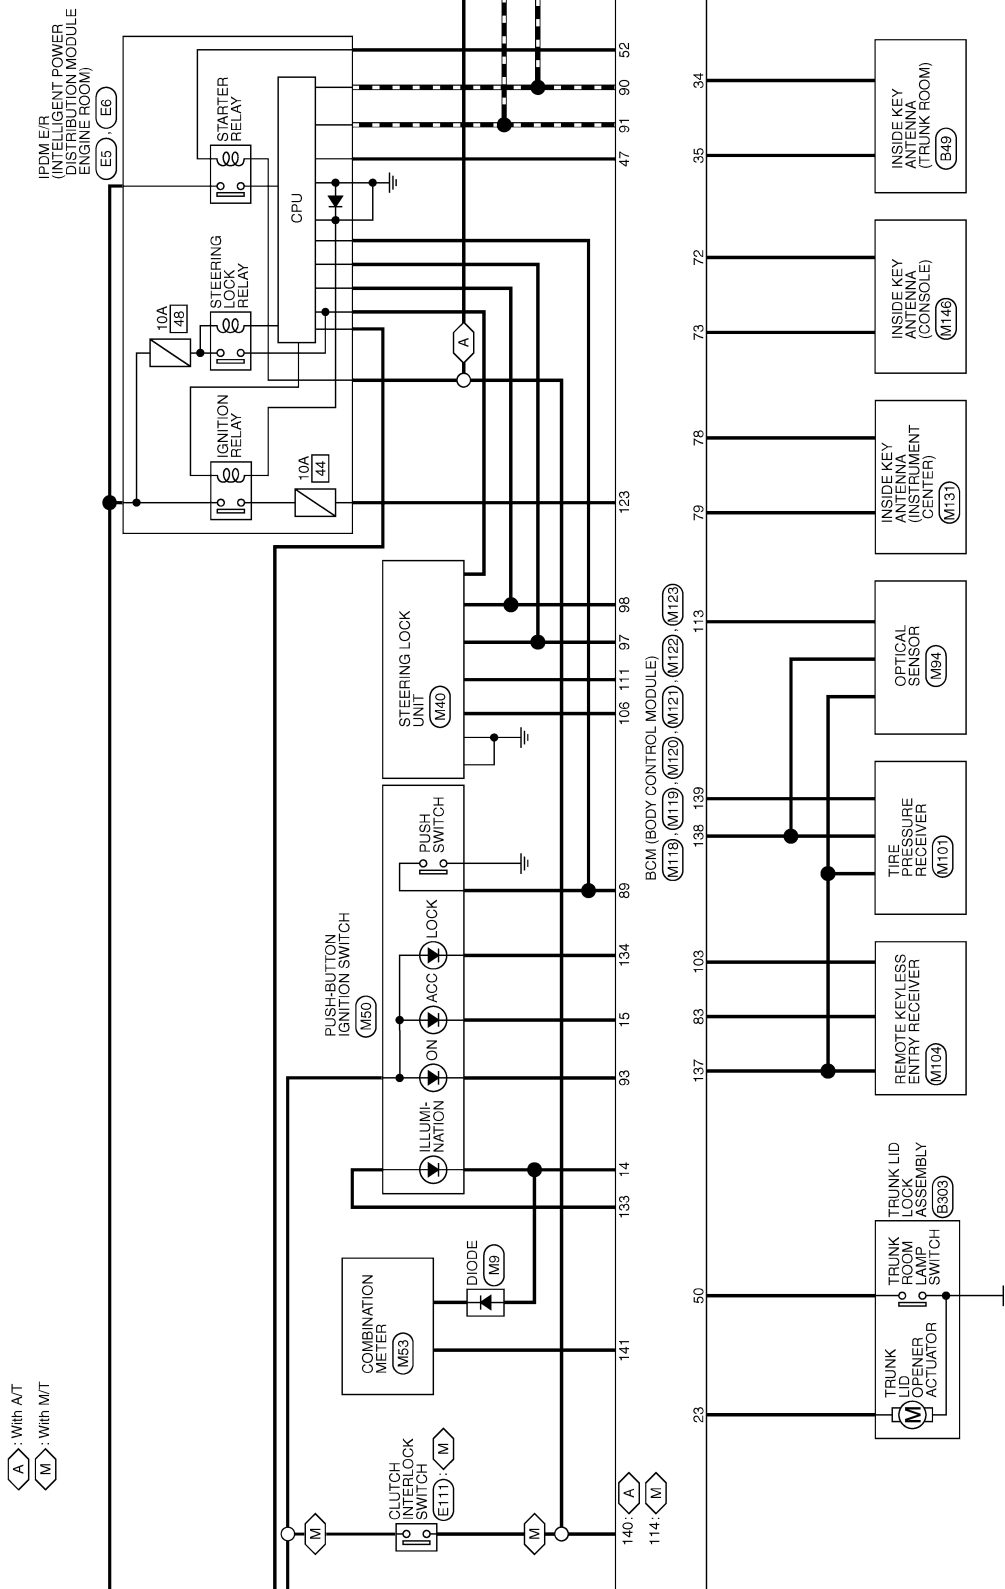 A : With A/T
M : With M/T
IPDM E/R
(INTELLIGENT POWER
DISTRIBUTION MODULE
ENGINE ROOM)
E5 , E6
STARTER
RELAY
CPU
10A
48
STEERING
LOCK
RELAY
IGNITION
RELAY
10A
44
A
STEERING LOCK
UNIT
M40
PUSH-BUTTON
IGNITION SWITCH
M50
PUSH
SWITCH
LOCK
ACC
ON
ILLUMI-
NATION
COMBINATION
METER
M53
DIODE
M9
CLUTCH
INTERLOCK
SWITCH
E111 : M
M
M
52
90
91
47
123
98
97
111
106
89
134
15
93
14
133
141
140: A
114: M
BCM (BODY CONTROL MODULE)
M118 , M119 , M120 , M121 , M122 , M123
34
35
72
73
78
79
113
139
138
103
83
137
50
23
INSIDE KEY
ANTENNA
(TRUNK ROOM)
B49
INSIDE KEY
ANTENNA
(CONSOLE)
M146
INSIDE KEY
ANTENNA
(INSTRUMENT
CENTER)
M131
OPTICAL
SENSOR
M94
TIRE
PRESSURE
RECEIVER
M101
REMOTE KEYLESS
ENTRY RECEIVER
M104
TRUNK LID
LOCK
ASSEMBLY
B303
TRUNK
ROOM
LAMP
SWITCH
TRUNK
LID
OPENER
ACTUATOR
M